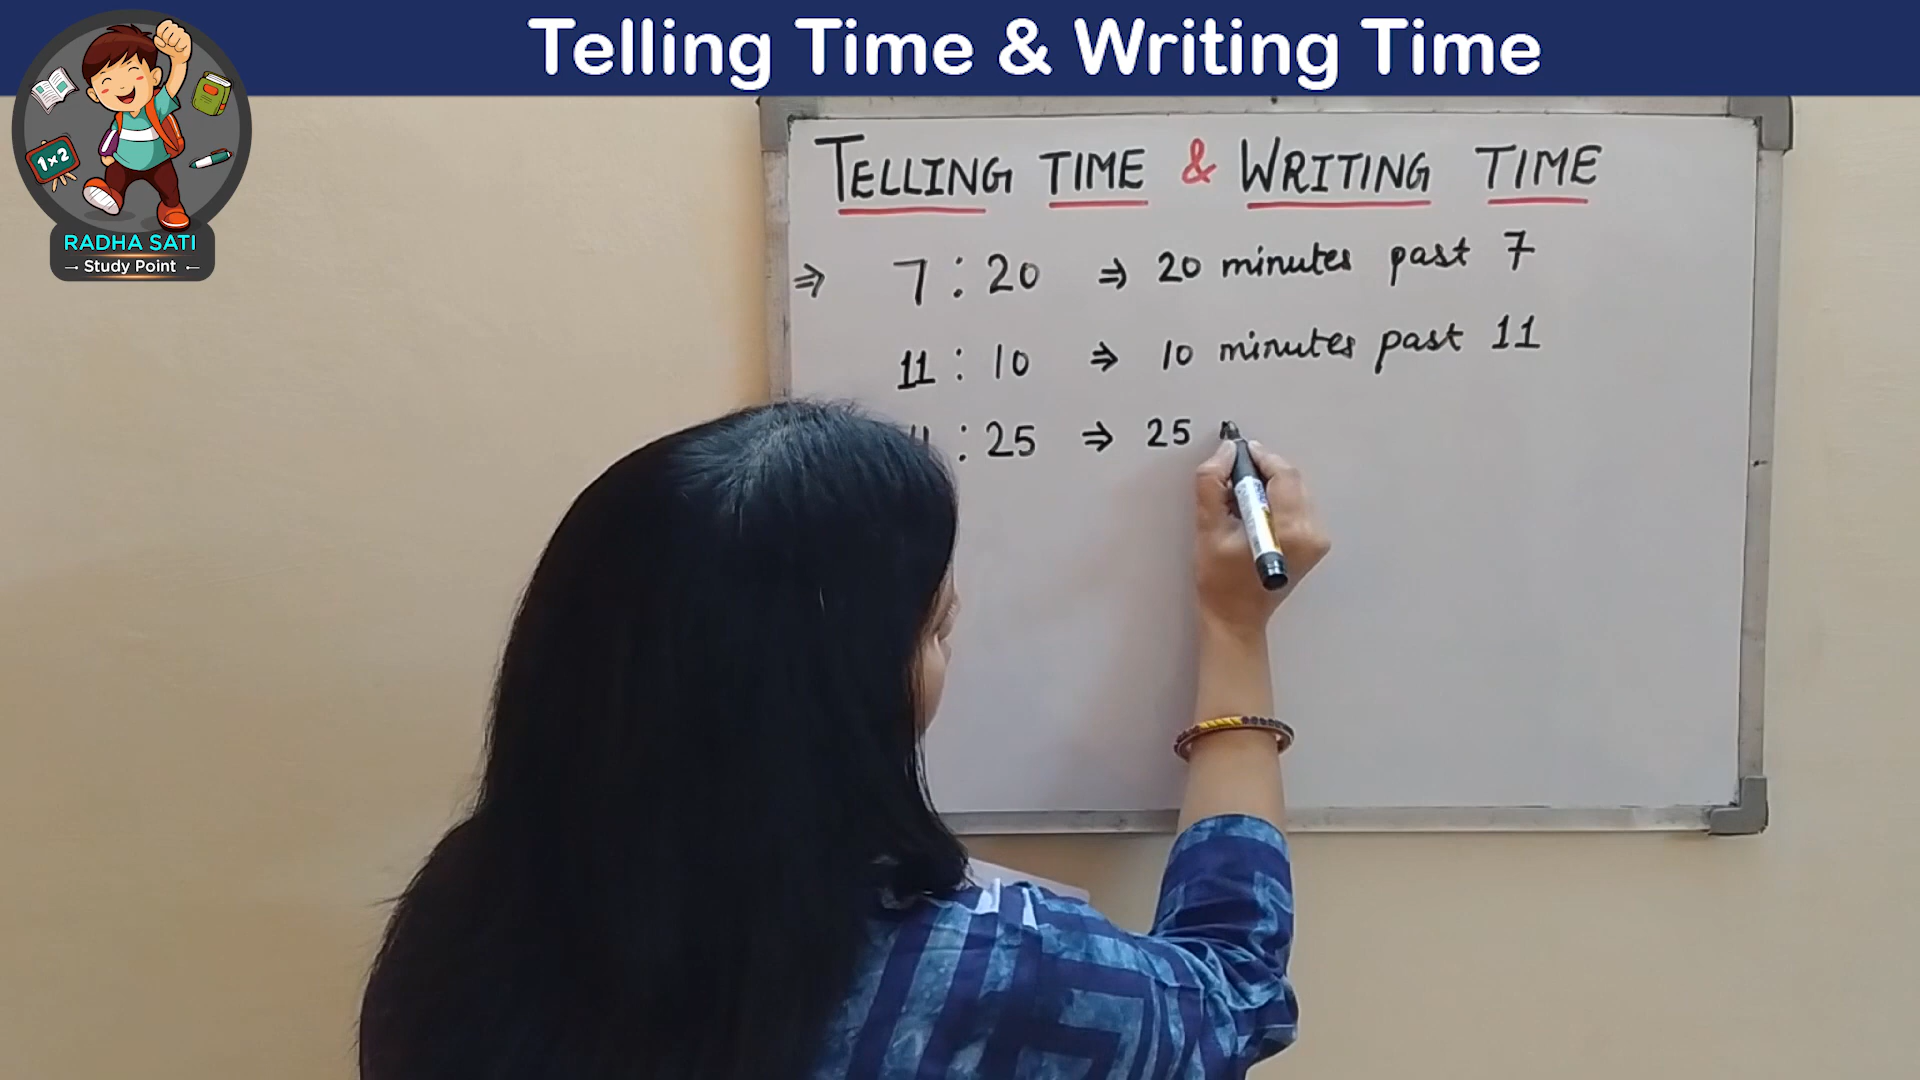 Telling Time & Writing Time
1×2
RADHA SATI
Study Point
TELLING TIME & WRITING TIME
⇒ 7 : 20 ⇒ 20 minutes past 7
11 : 10 ⇒ 10 minutes past 11
: 25 ⇒ 25